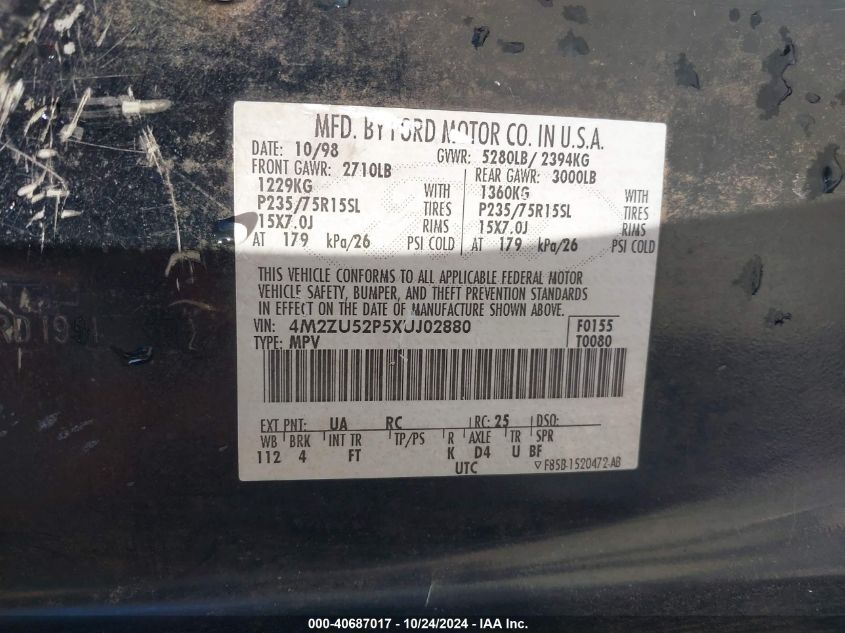 MFD. BY FORD MOTOR CO. IN U.S.A.
DATE: 10/98 GVWR: 5280LB/ 2394KG
FRONT GAWR: 2710LB REAR GAWR: 3000LB
1229KG WITH 1360KG WITH
P235/75R15SL TIRES P235/75R15SL TIRES
15X7.0J RIMS 15X7.0J RIMS
AT 179 kPa/26 PSI COLD AT 179 kPa/26 PSI COLD
THIS VEHICLE CONFORMS TO ALL APPLICABLE FEDERAL MOTOR
VEHICLE SAFETY, BUMPER, AND THEFT PREVENTION STANDARDS
IN EFFECT ON THE DATE OF MANUFACTURE SHOWN ABOVE.
VIN: 4M2ZU52P5XUJ02880 F0155
TYPE: MPV T0080
EXT PNT: UA RC RC: 25 DSO:
WB BRK INT TR TP/PS R AXLE TR SPR
112 4 FT K D4 U BF
UTC ▽F85B-1520472-AB
000-40687017 - 10/24/2024 - IAA Inc.